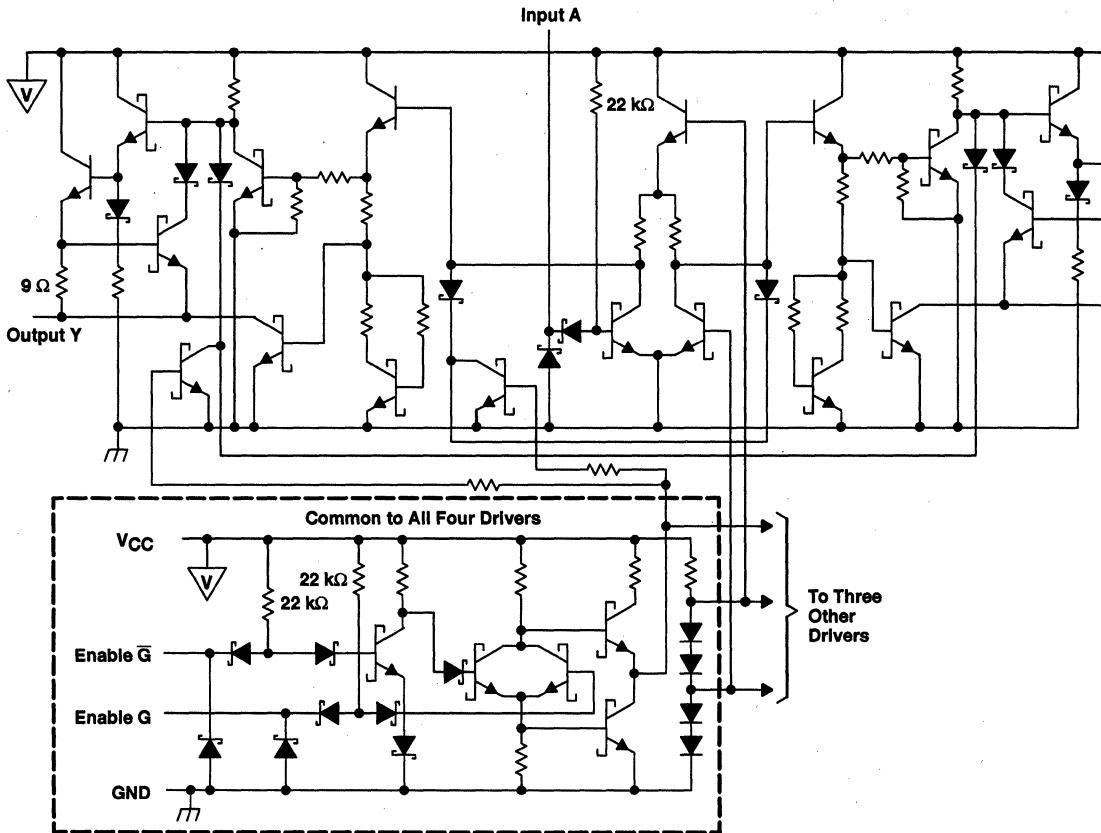 Input A
V
22 kΩ
9 Ω
Output Y
Common to All Four Drivers
VCC
V
22 kΩ
22 kΩ
To Three
Other
Drivers
Enable G̅
Enable G
GND